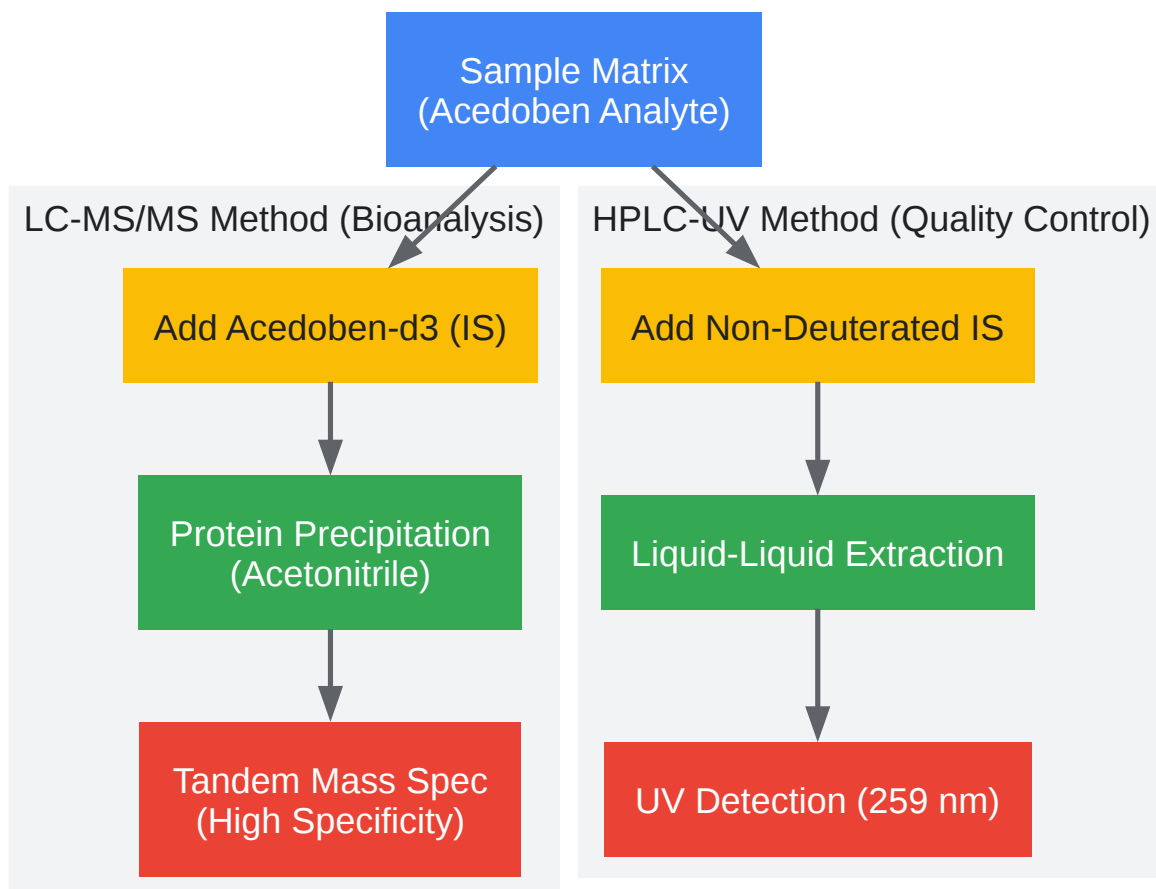 Sample Matrix
(Acedoben Analyte)
LC-MS/MS Method (Bioanalysis)
Add Acedoben-d3 (IS)
Protein Precipitation
(Acetonitrile)
Tandem Mass Spec
(High Specificity)
HPLC-UV Method (Quality Control)
Add Non-Deuterated IS
Liquid-Liquid Extraction
UV Detection (259 nm)